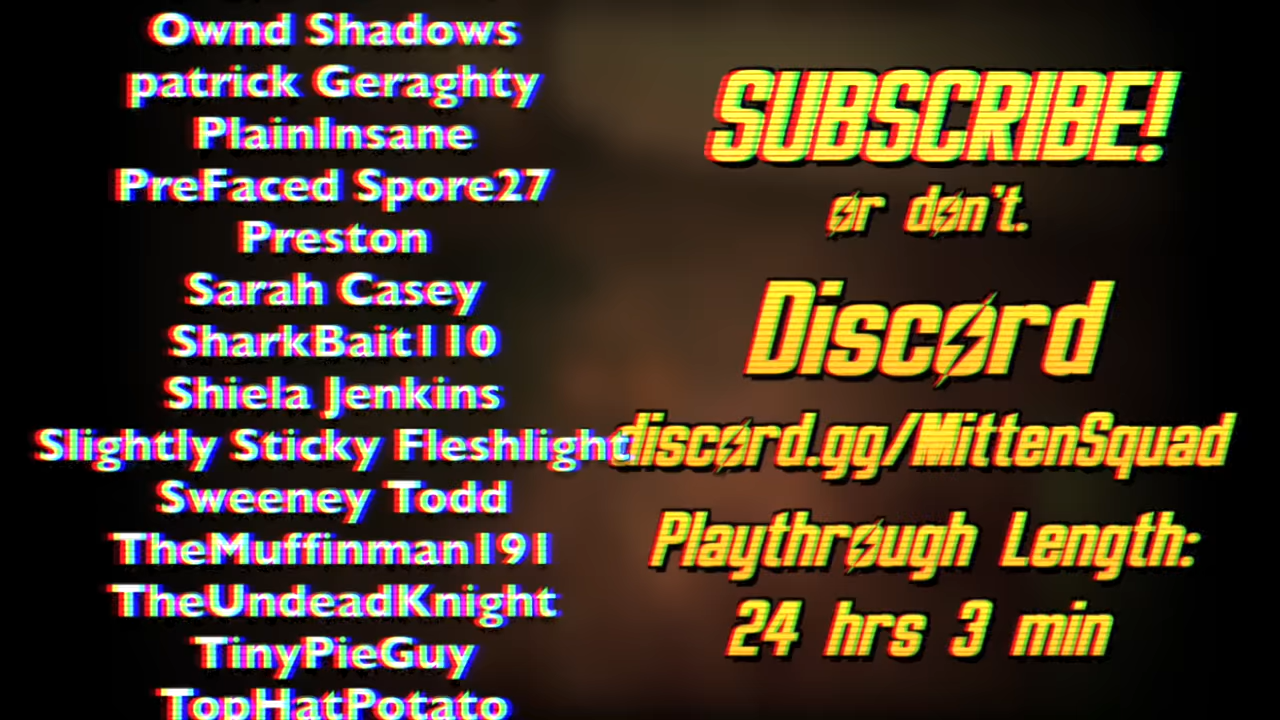 Ownd Shadows
patrick Geraghty
PlainInsane
PreFaced Spore27
Preston
Sarah Casey
SharkBait110
Shiela Jenkins
Slightly Sticky Fleshlight
Sweeney Todd
TheMuffinman191
TheUndeadKnight
TinyPieGuy
TopHatPotato
SUBSCRIBE!
or don't.
Discord
discord.gg/MittenSquad
Playthrough Length:
24 hrs 3 min